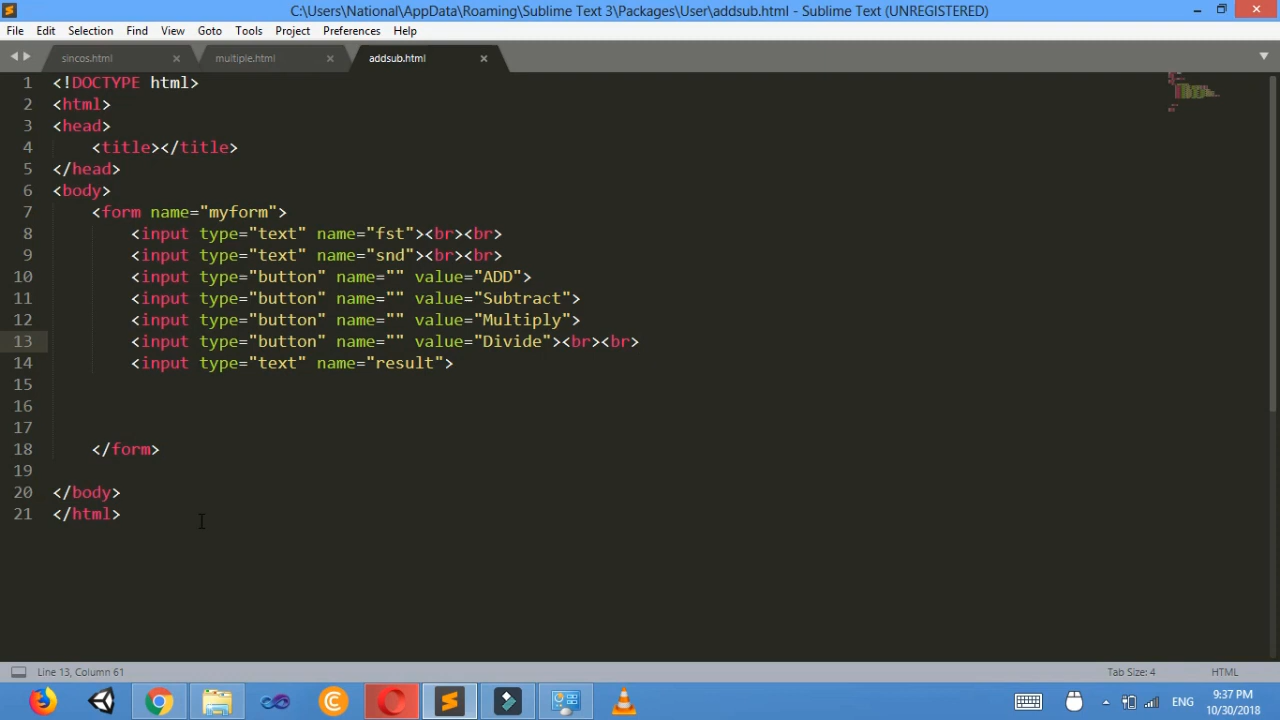 C:\Users\National\AppData\Roaming\Sublime Text 3\Packages\User\addsub.html - Sublime Text (UNREGISTERED)
File Edit Selection Find View Goto Tools Project Preferences Help
sincos.html multiple.html addsub.html
1 <!DOCTYPE html>
2 <html>
3 <head>
4 <title></title>
5 </head>
6 <body>
7 <form name="myform">
8 <input type="text" name="fst"><br><br>
9 <input type="text" name="snd"><br><br>
10 <input type="button" name="" value="ADD">
11 <input type="button" name="" value="Subtract">
12 <input type="button" name="" value="Multiply">
13 <input type="button" name="" value="Divide"><br><br>
14 <input type="text" name="result">
15
16
17
18 </form>
19
20 </body>
21 </html>
Line 13, Column 61 Tab Size: 4 HTML
ENG 9:37 PM
10/30/2018